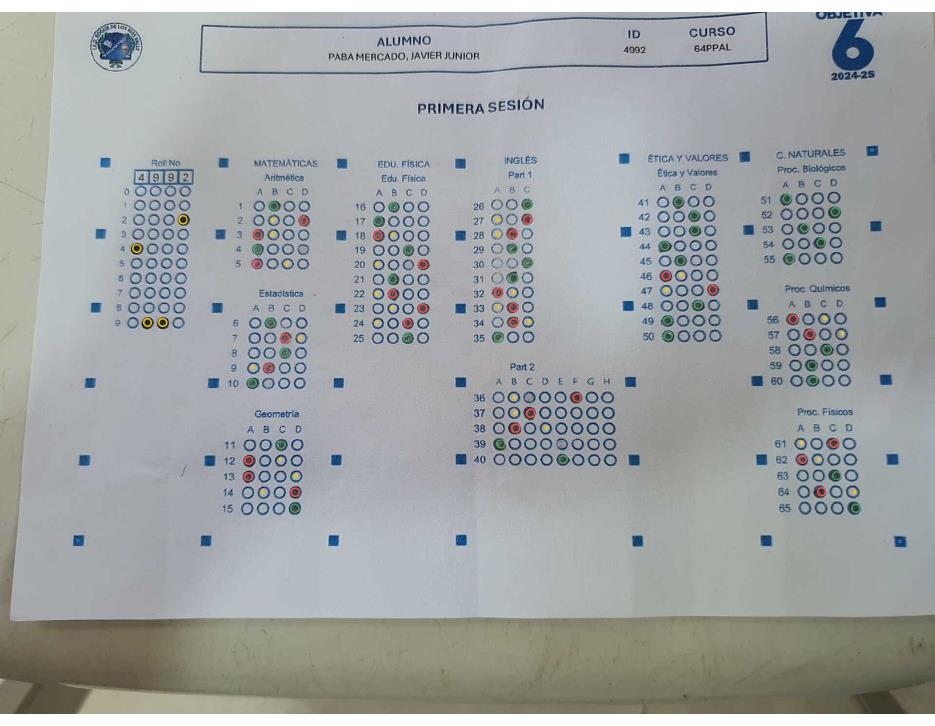 I.E.D. ROQUE DE LOS RIOS VALLE
ALUMNO
PABA MERCADO, JAVIER JUNIOR
ID
4992
CURSO
64PPAL
OBJETIVA
6
2024-2S
PRIMERA SESIÓN
Roll No
4 9 9 2
0
1
2
3
4
5
6
7
8
9
MATEMÁTICAS
Aritmética
A B C D
1
2
3
4
5
Estadística
A B C D
6
7
8
9
10
Geometría
A B C D
11
12
13
14
15
EDU. FÍSICA
Edu. Física
A B C D
16
17
18
19
20
21
22
23
24
25
INGLÉS
Part 1
A B C
26
27
28
29
30
31
32
33
34
35
Part 2
A B C D E F G H
36
37
38
39
40
ÉTICA Y VALORES
Ética y Valores
A B C D
41
42
43
44
45
46
47
48
49
50
C. NATURALES
Proc. Biológicos
A B C D
51
52
53
54
55
Proc. Químicos
A B C D
56
57
58
59
60
Proc. Físicos
A B C D
61
62
63
64
65